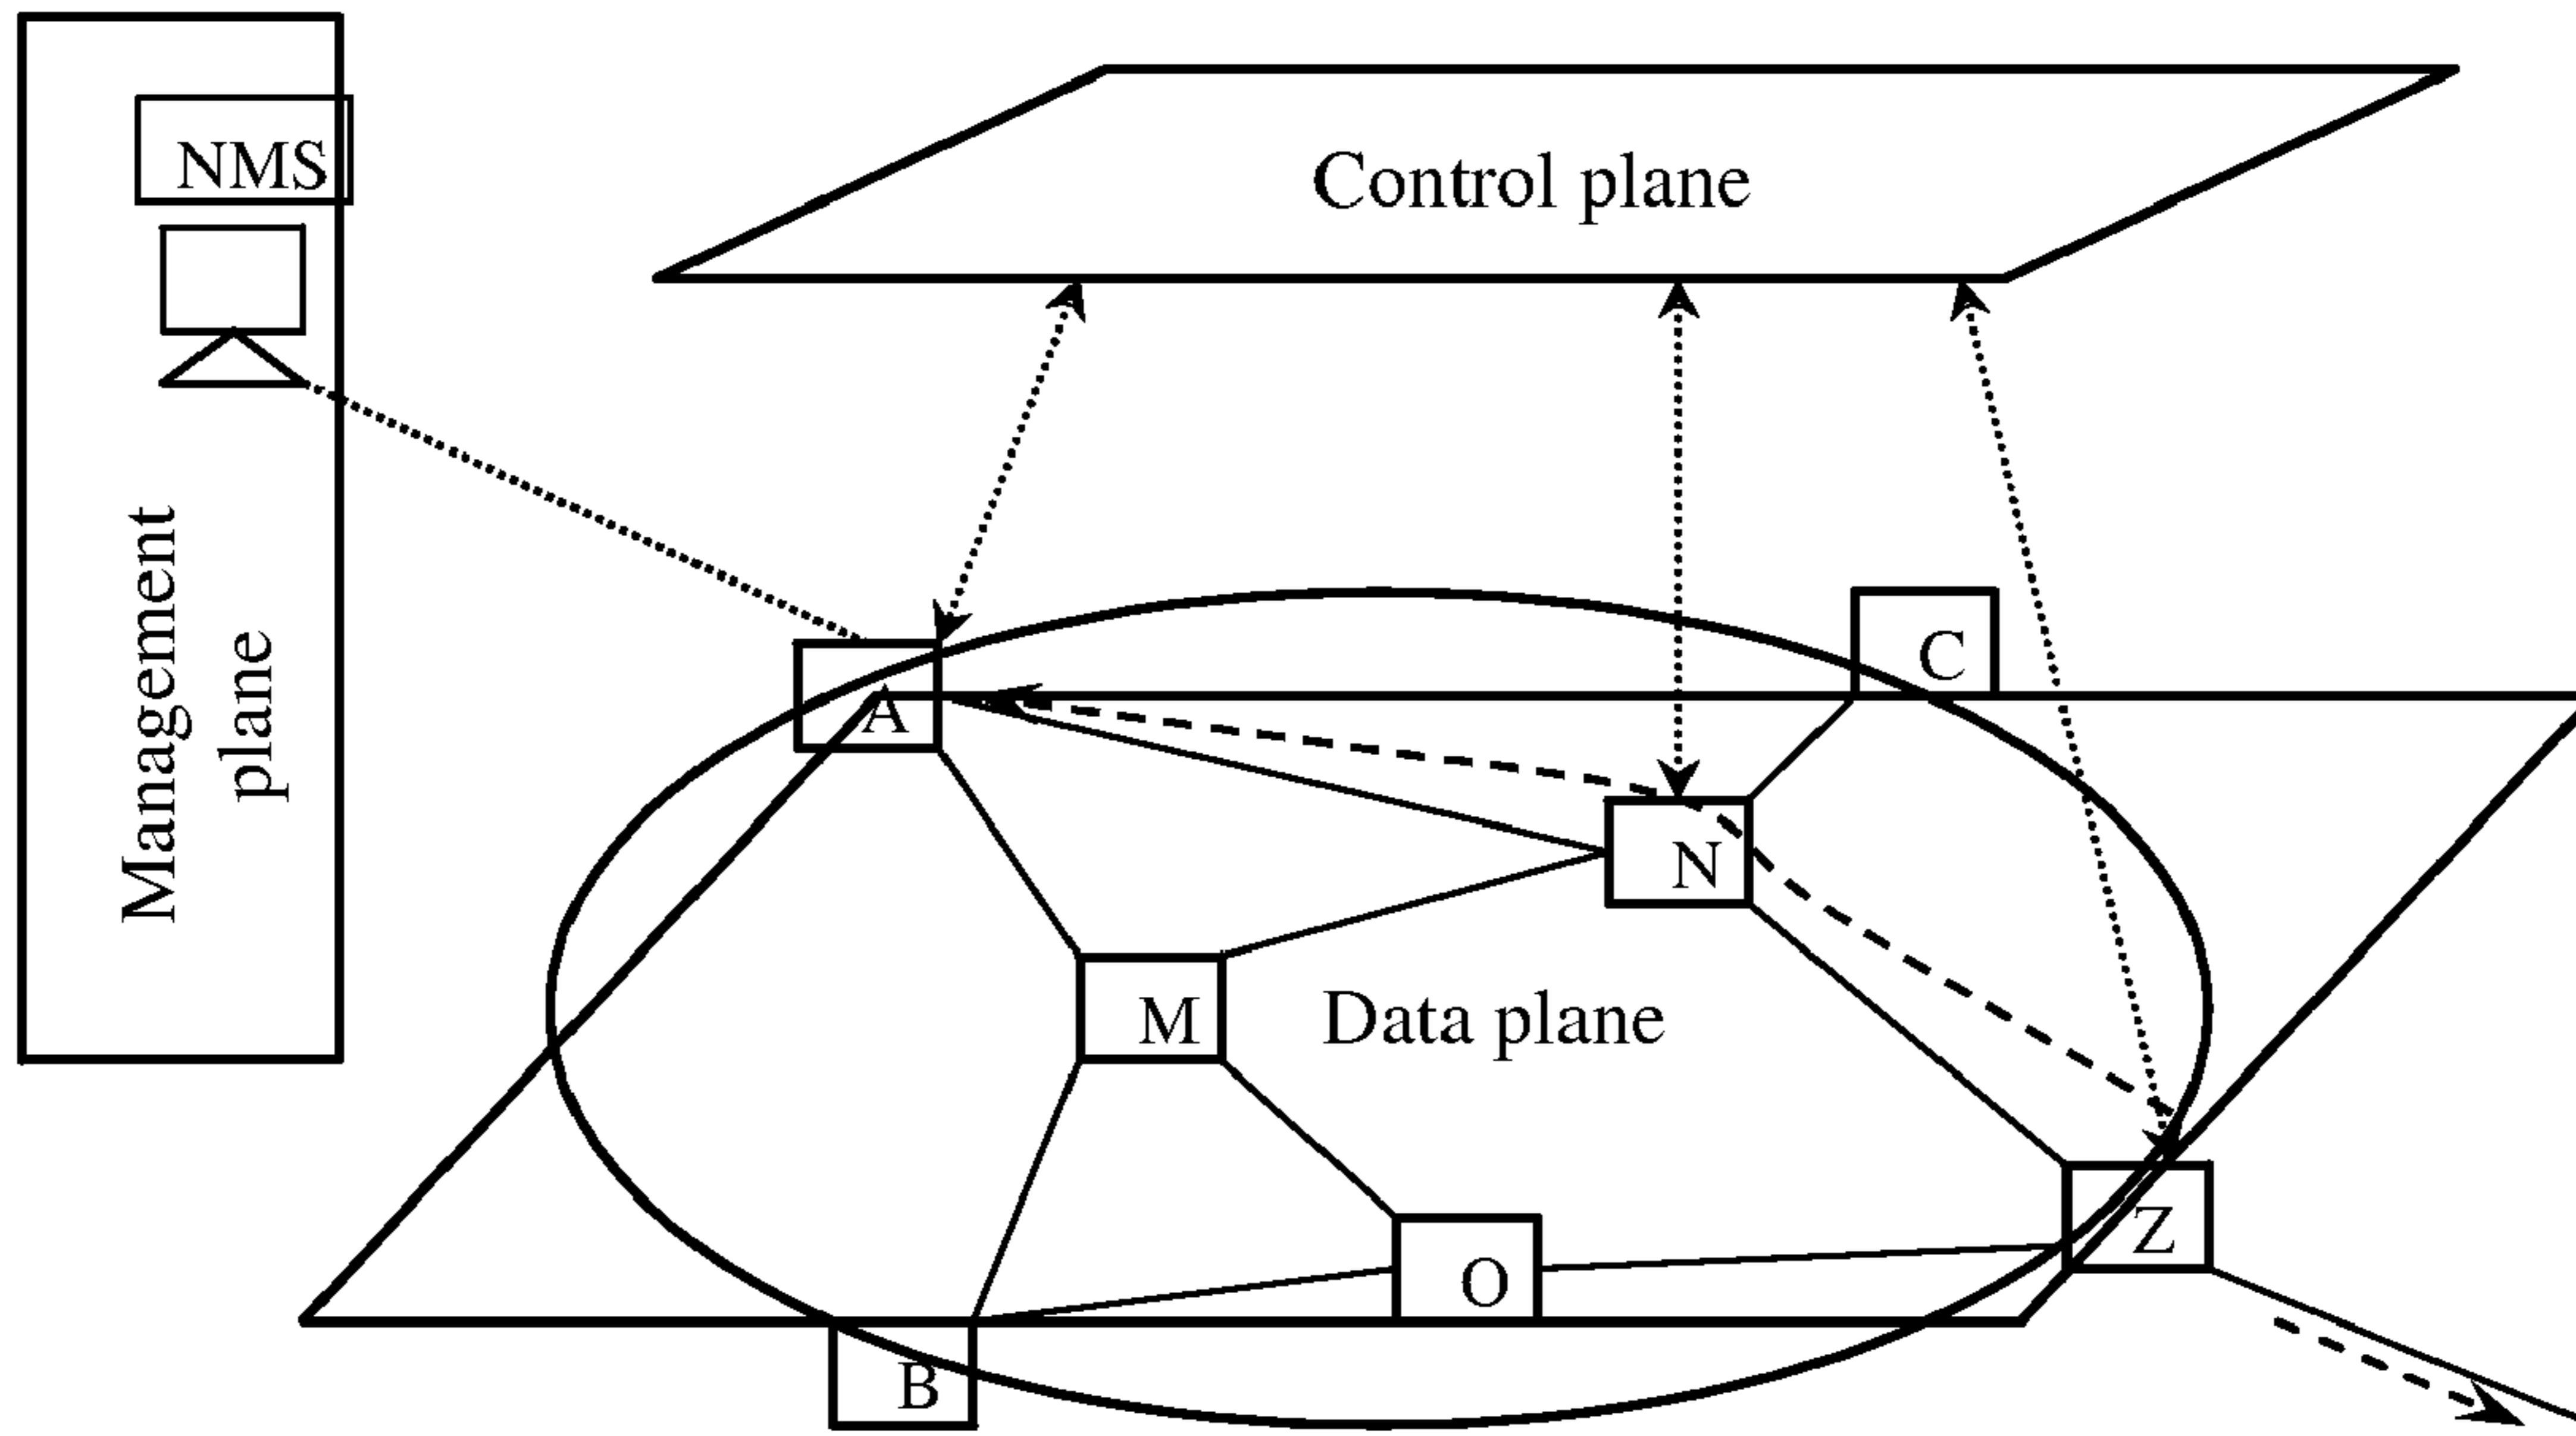 NMS
Control plane
Management
plane
C
A
N
M
Data plane
Z
O
B